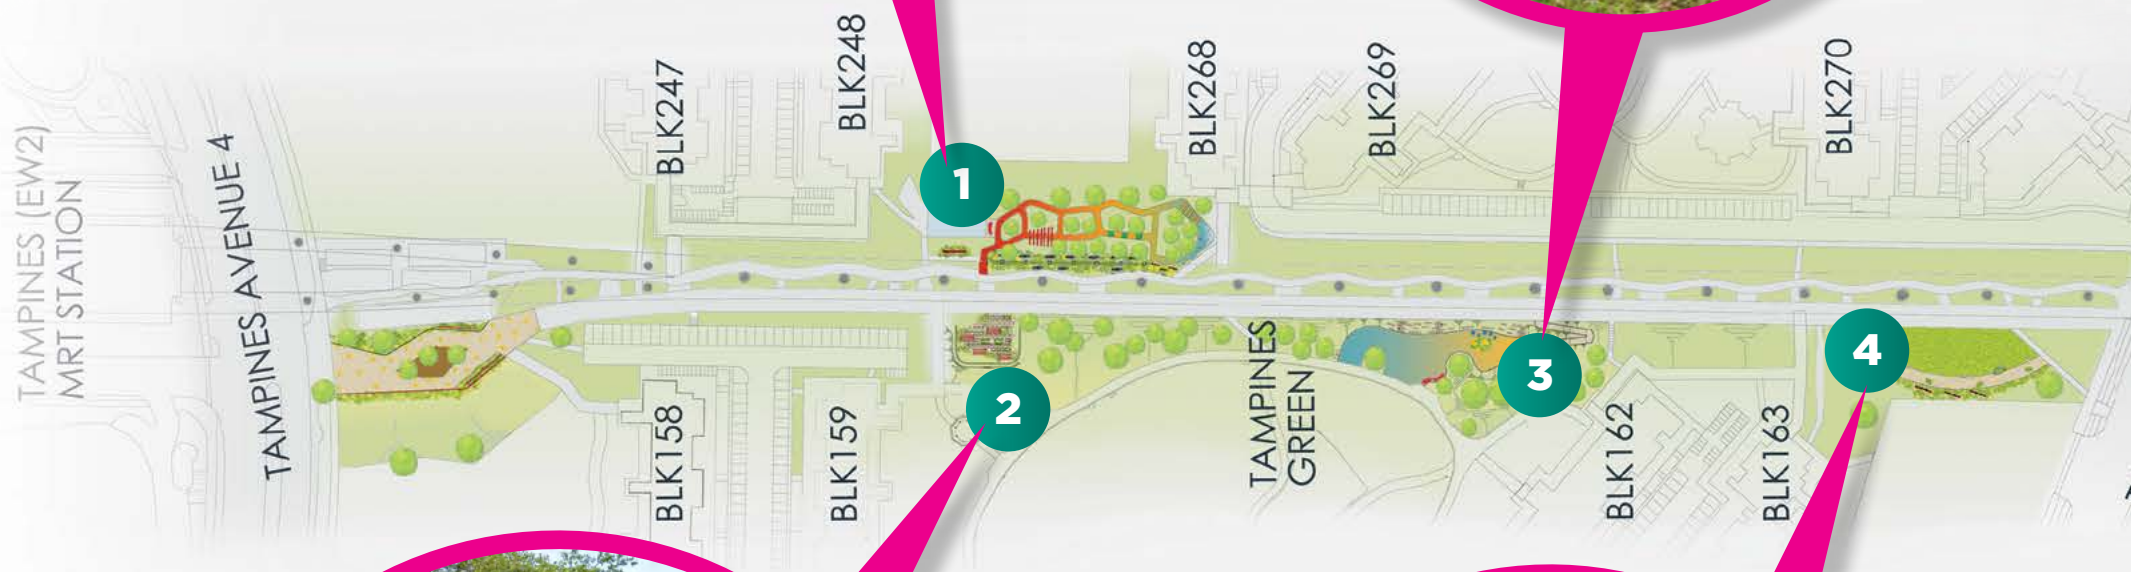 TAMPINES (EW2)
MRT STATION
TAMPINES AVENUE 4
BLK247
BLK248
BLK268
BLK269
BLK270
1
2
3
4
TAMPINES
GREEN
BLK158
BLK159
BLK162
BLK163